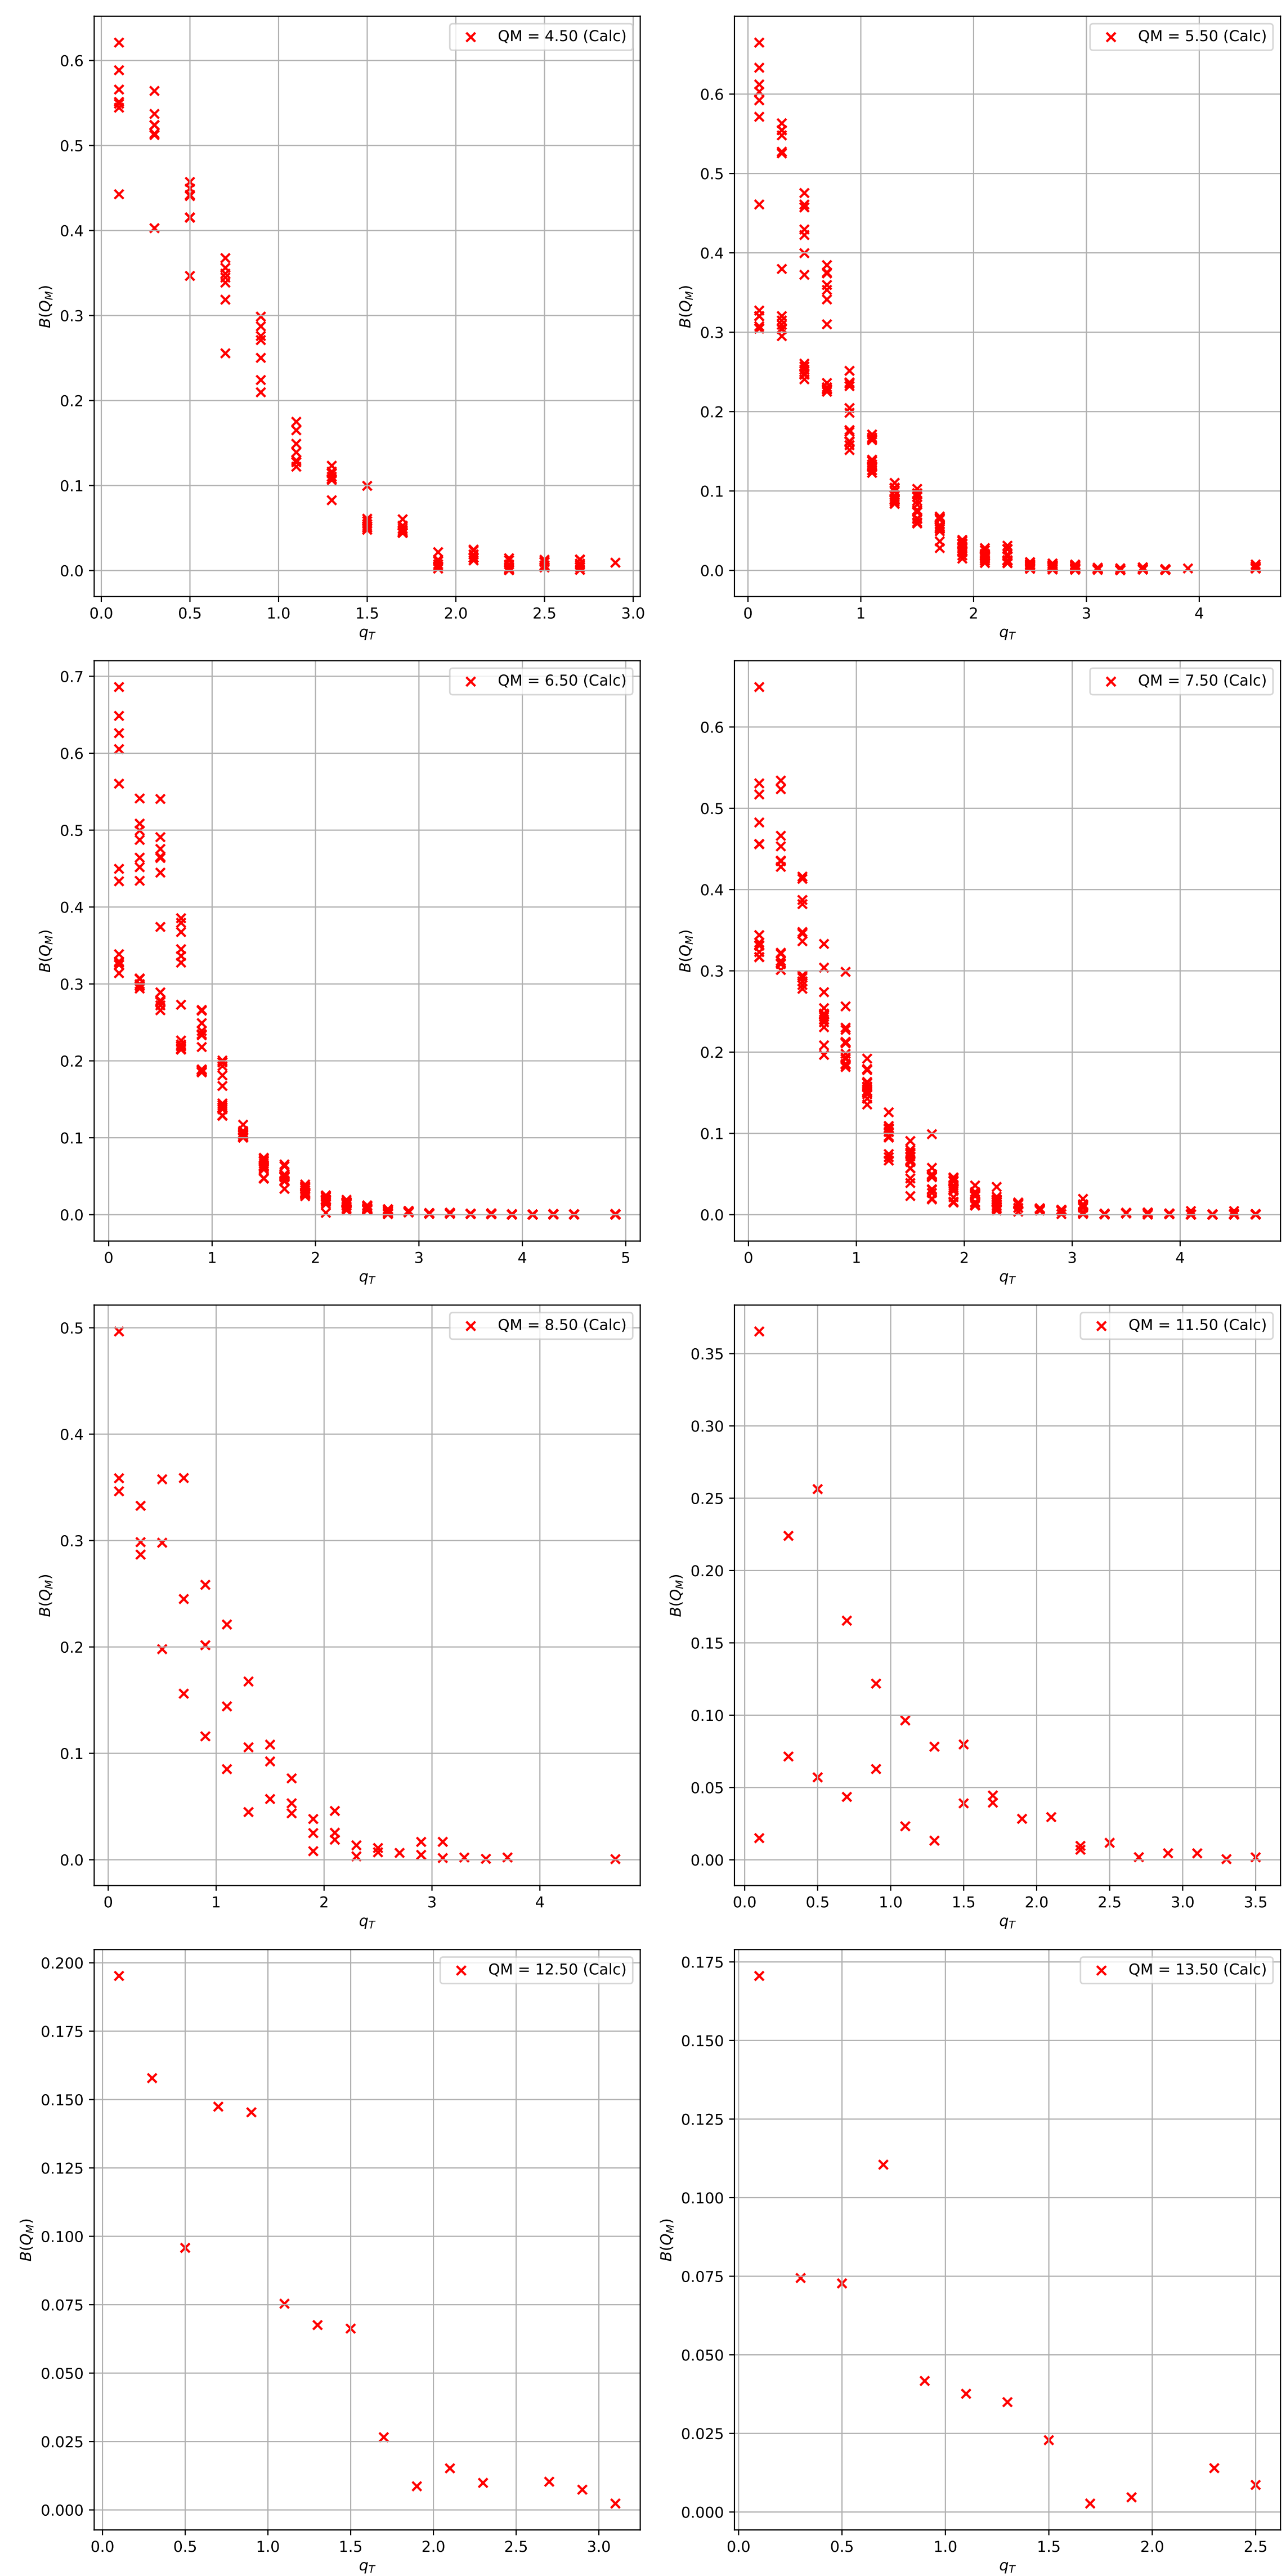 QM = 4.50 (Calc)
0.6
0.5
0.4
0.3
0.2
0.1
0.0
B(Q_M)
0.0 0.5 1.0 1.5 2.0 2.5 3.0
q_T
QM = 5.50 (Calc)
0.6
0.5
0.4
0.3
0.2
0.1
0.0
B(Q_M)
0 1 2 3 4
q_T
QM = 6.50 (Calc)
0.7
0.6
0.5
0.4
0.3
0.2
0.1
0.0
B(Q_M)
0 1 2 3 4 5
q_T
QM = 7.50 (Calc)
0.6
0.5
0.4
0.3
0.2
0.1
0.0
B(Q_M)
0 1 2 3 4
q_T
QM = 8.50 (Calc)
0.5
0.4
0.3
0.2
0.1
0.0
B(Q_M)
0 1 2 3 4
q_T
QM = 11.50 (Calc)
0.35
0.30
0.25
0.20
0.15
0.10
0.05
0.00
B(Q_M)
0.0 0.5 1.0 1.5 2.0 2.5 3.0 3.5
q_T
QM = 12.50 (Calc)
0.200
0.175
0.150
0.125
0.100
0.075
0.050
0.025
0.000
B(Q_M)
0.0 0.5 1.0 1.5 2.0 2.5 3.0
q_T
QM = 13.50 (Calc)
0.175
0.150
0.125
0.100
0.075
0.050
0.025
0.000
B(Q_M)
0.0 0.5 1.0 1.5 2.0 2.5
q_T